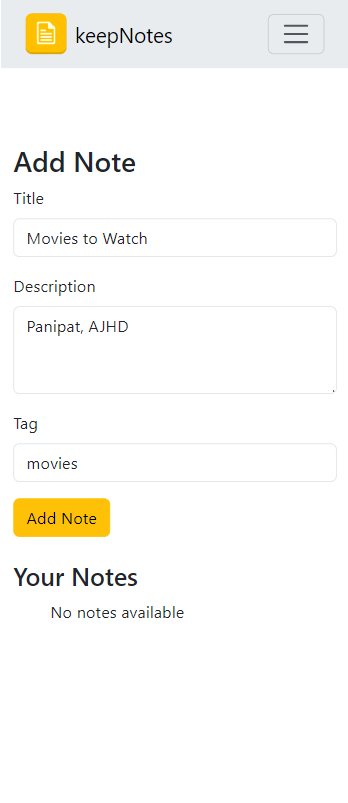 keepNotes
Add Note
Title
Movies to Watch
Description
Panipat, AJHD
Tag
movies
Add Note
Your Notes
No notes available